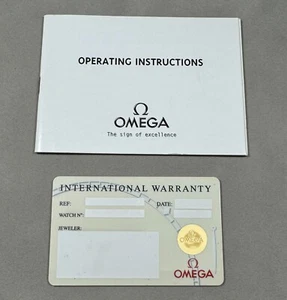 OPERATING INSTRUCTIONS
Ω
OMEGA
The sign of excellence
INTERNATIONAL WARRANTY
REF: DATE:
WATCH Nº:
JEWELER:
Ω
OMEGA